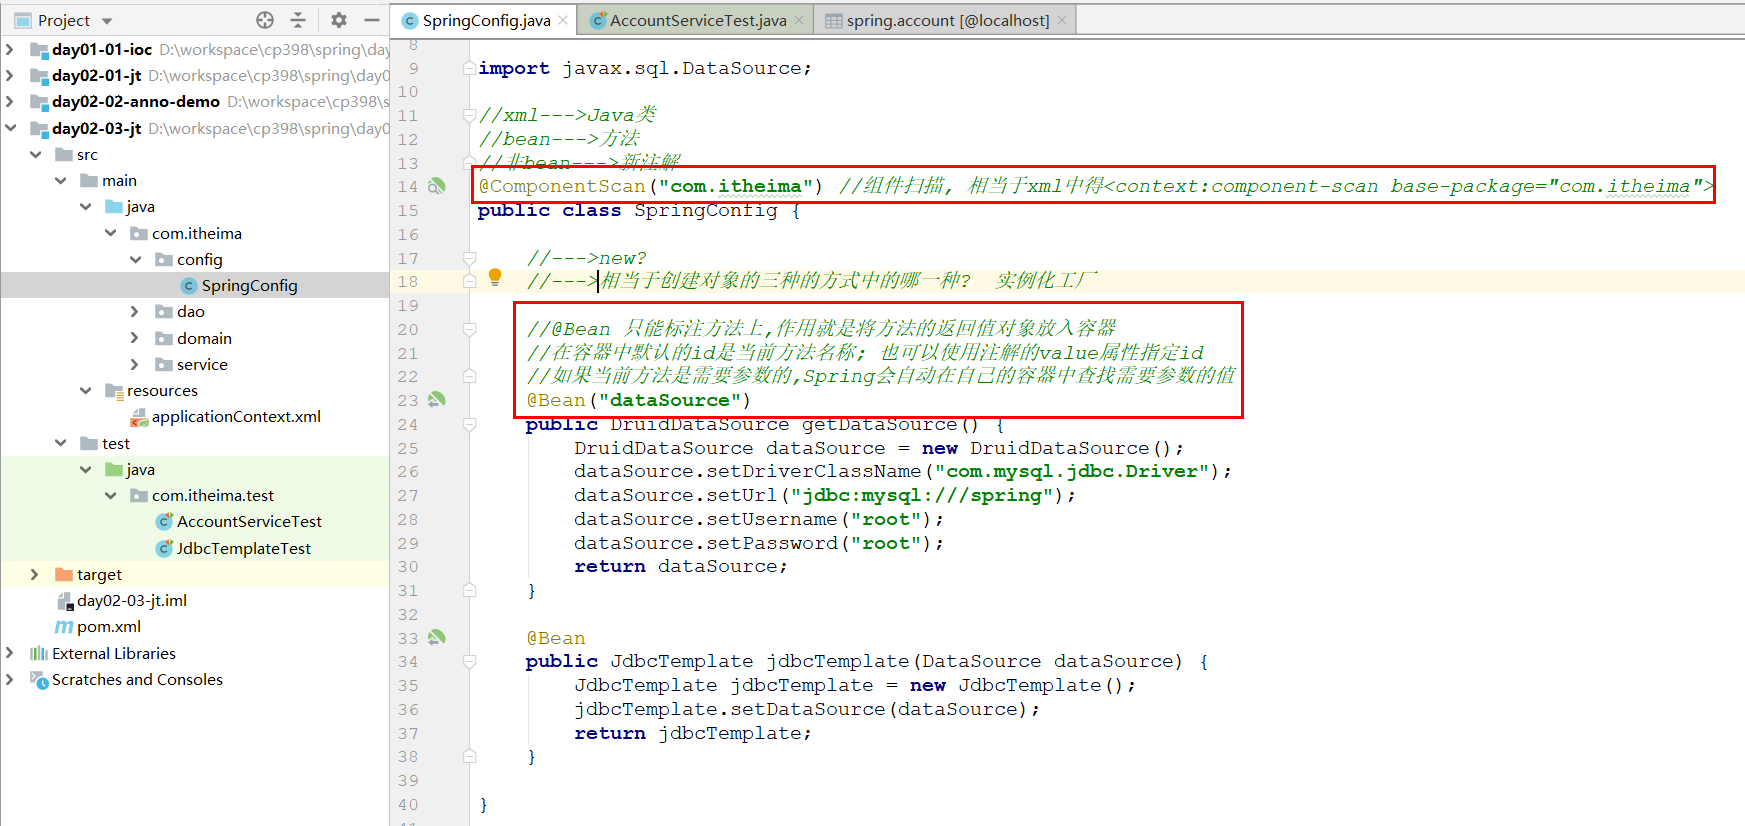 Project
SpringConfig.java
AccountServiceTest.java
spring.account [@localhost]
day01-01-ioc D:\workspace\cp398\spring\day
day02-01-jt D:\workspace\cp398\spring\day0
day02-02-anno-demo D:\workspace\cp398\s
day02-03-jt D:\workspace\cp398\spring\day0
src
main
java
com.itheima
config
SpringConfig
dao
domain
service
resources
applicationContext.xml
test
java
com.itheima.test
AccountServiceTest
JdbcTemplateTest
target
day02-03-jt.iml
pom.xml
External Libraries
Scratches and Consoles
8
9 import javax.sql.DataSource;
10
11 //xml--->Java类
12 //bean--->方法
13 //非bean--->新注解
14 @ComponentScan("com.itheima") //组件扫描, 相当于xml中得<context:component-scan base-package="com.itheima">
15 public class SpringConfig {
16
17 //--->new?
18 //--->相当于创建对象的三种的方式中的哪一种? 实例化工厂
19
20 //@Bean 只能标注方法上,作用就是将方法的返回值对象放入容器
21 //在容器中默认的id是当前方法名称; 也可以使用注解的value属性指定id
22 //如果当前方法是需要参数的,Spring会自动在自己的容器中查找需要参数的值
23 @Bean("dataSource")
24 public DruidDataSource getDataSource() {
25 DruidDataSource dataSource = new DruidDataSource();
26 dataSource.setDriverClassName("com.mysql.jdbc.Driver");
27 dataSource.setUrl("jdbc:mysql:///spring");
28 dataSource.setUsername("root");
29 dataSource.setPassword("root");
30 return dataSource;
31 }
32
33 @Bean
34 public JdbcTemplate jdbcTemplate(DataSource dataSource) {
35 JdbcTemplate jdbcTemplate = new JdbcTemplate();
36 jdbcTemplate.setDataSource(dataSource);
37 return jdbcTemplate;
38 }
39
40 }